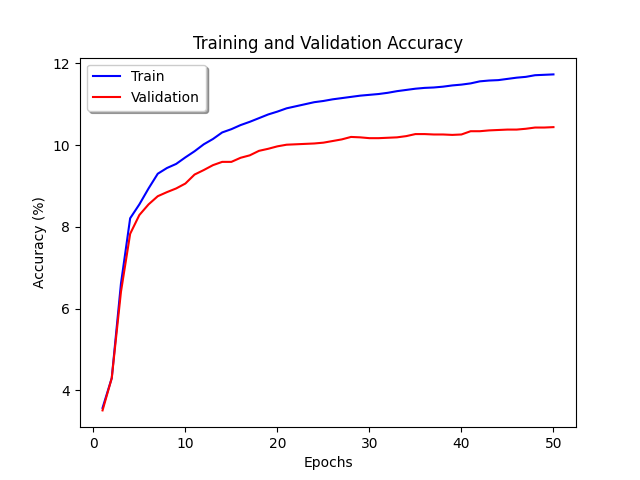 Training and Validation Accuracy
Train
Validation
Accuracy (%)
12
10
8
6
4
0 10 20 30 40 50
Epochs